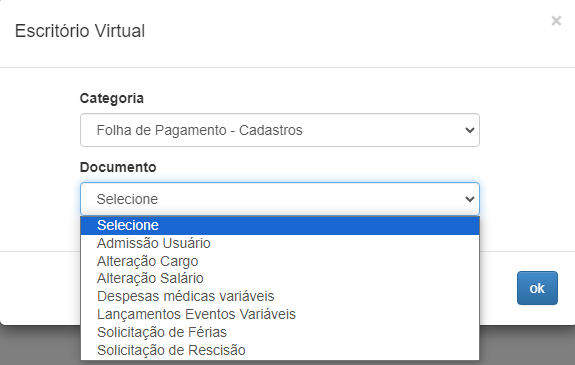 Escritório Virtual
×
Categoria
Folha de Pagamento - Cadastros
Documento
Selecione
Selecione
Admissão Usuário
Alteração Cargo
Alteração Salário
Despesas médicas variáveis
Lançamentos Eventos Variáveis
Solicitação de Férias
Solicitação de Rescisão
ok